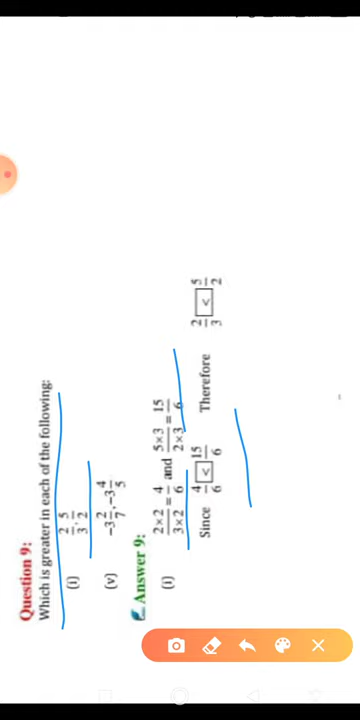 Question 9:
Which is greater in each of the following:
(i) 2/3, 5/2
(v) -3 2/7, -3 4/5
Answer 9:
(i) 2×2/3×2 = 4/6 and 5×3/2×3 = 15/6
Since 4/6 < 15/6 Therefore 2/3 < 5/2